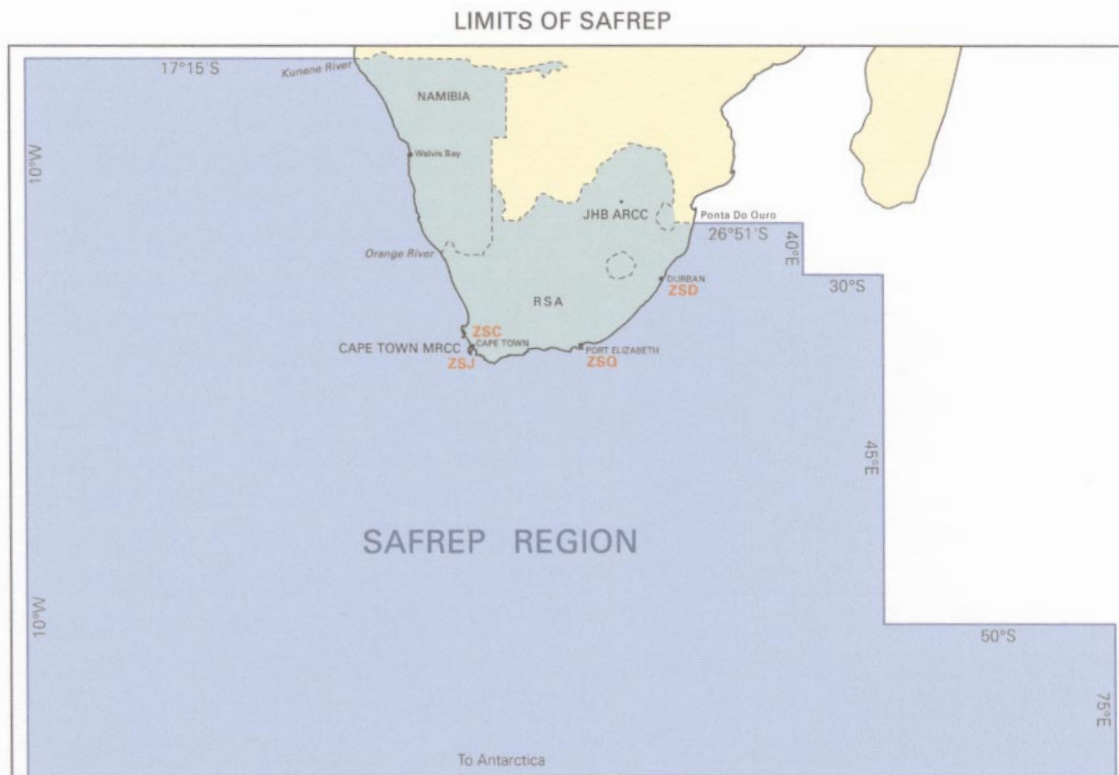 LIMITS OF SAFREP
17°15'S
Kunene River
NAMIBIA
10°W
Walvis Bay
JHB ARCC
Ponta Do Ouro
26°51'S
40°E
Orange River
30°S
DURBAN
ZSD
RSA
ZSC
CAPE TOWN MRCC
CAPE TOWN
ZSJ
PORT ELIZABETH
ZSQ
45°E
SAFREP REGION
10°W
50°S
75°E
To Antarctica